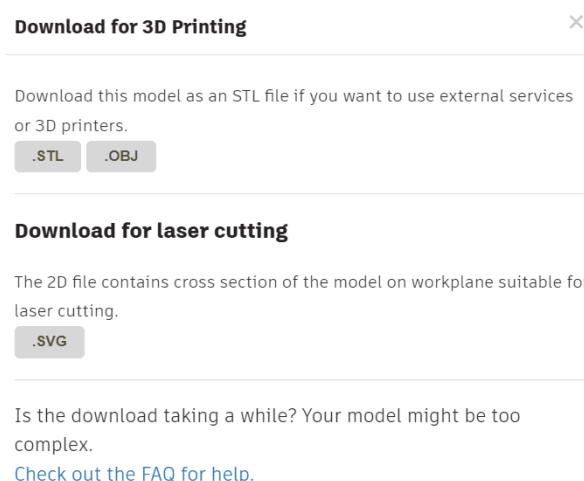 Download for 3D Printing
×
Download this model as an STL file if you want to use external services
or 3D printers.
.STL .OBJ
Download for laser cutting
The 2D file contains cross section of the model on workplane suitable for
laser cutting.
.SVG
Is the download taking a while? Your model might be too
complex.
Check out the FAQ for help.